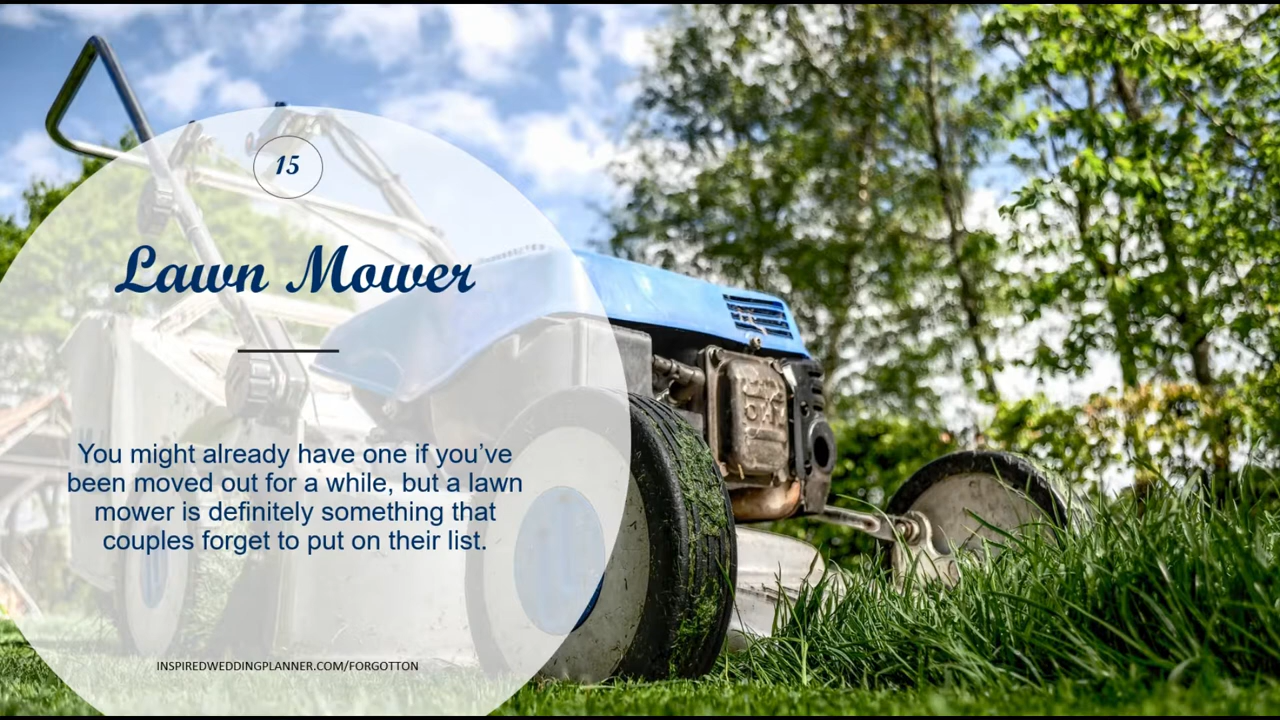 15
Lawn Mower
You might already have one if you’ve
been moved out for a while, but a lawn
mower is definitely something that
couples forget to put on their list.
INSPIREDWEDDINGPLANNER.COM/FORGOTTON